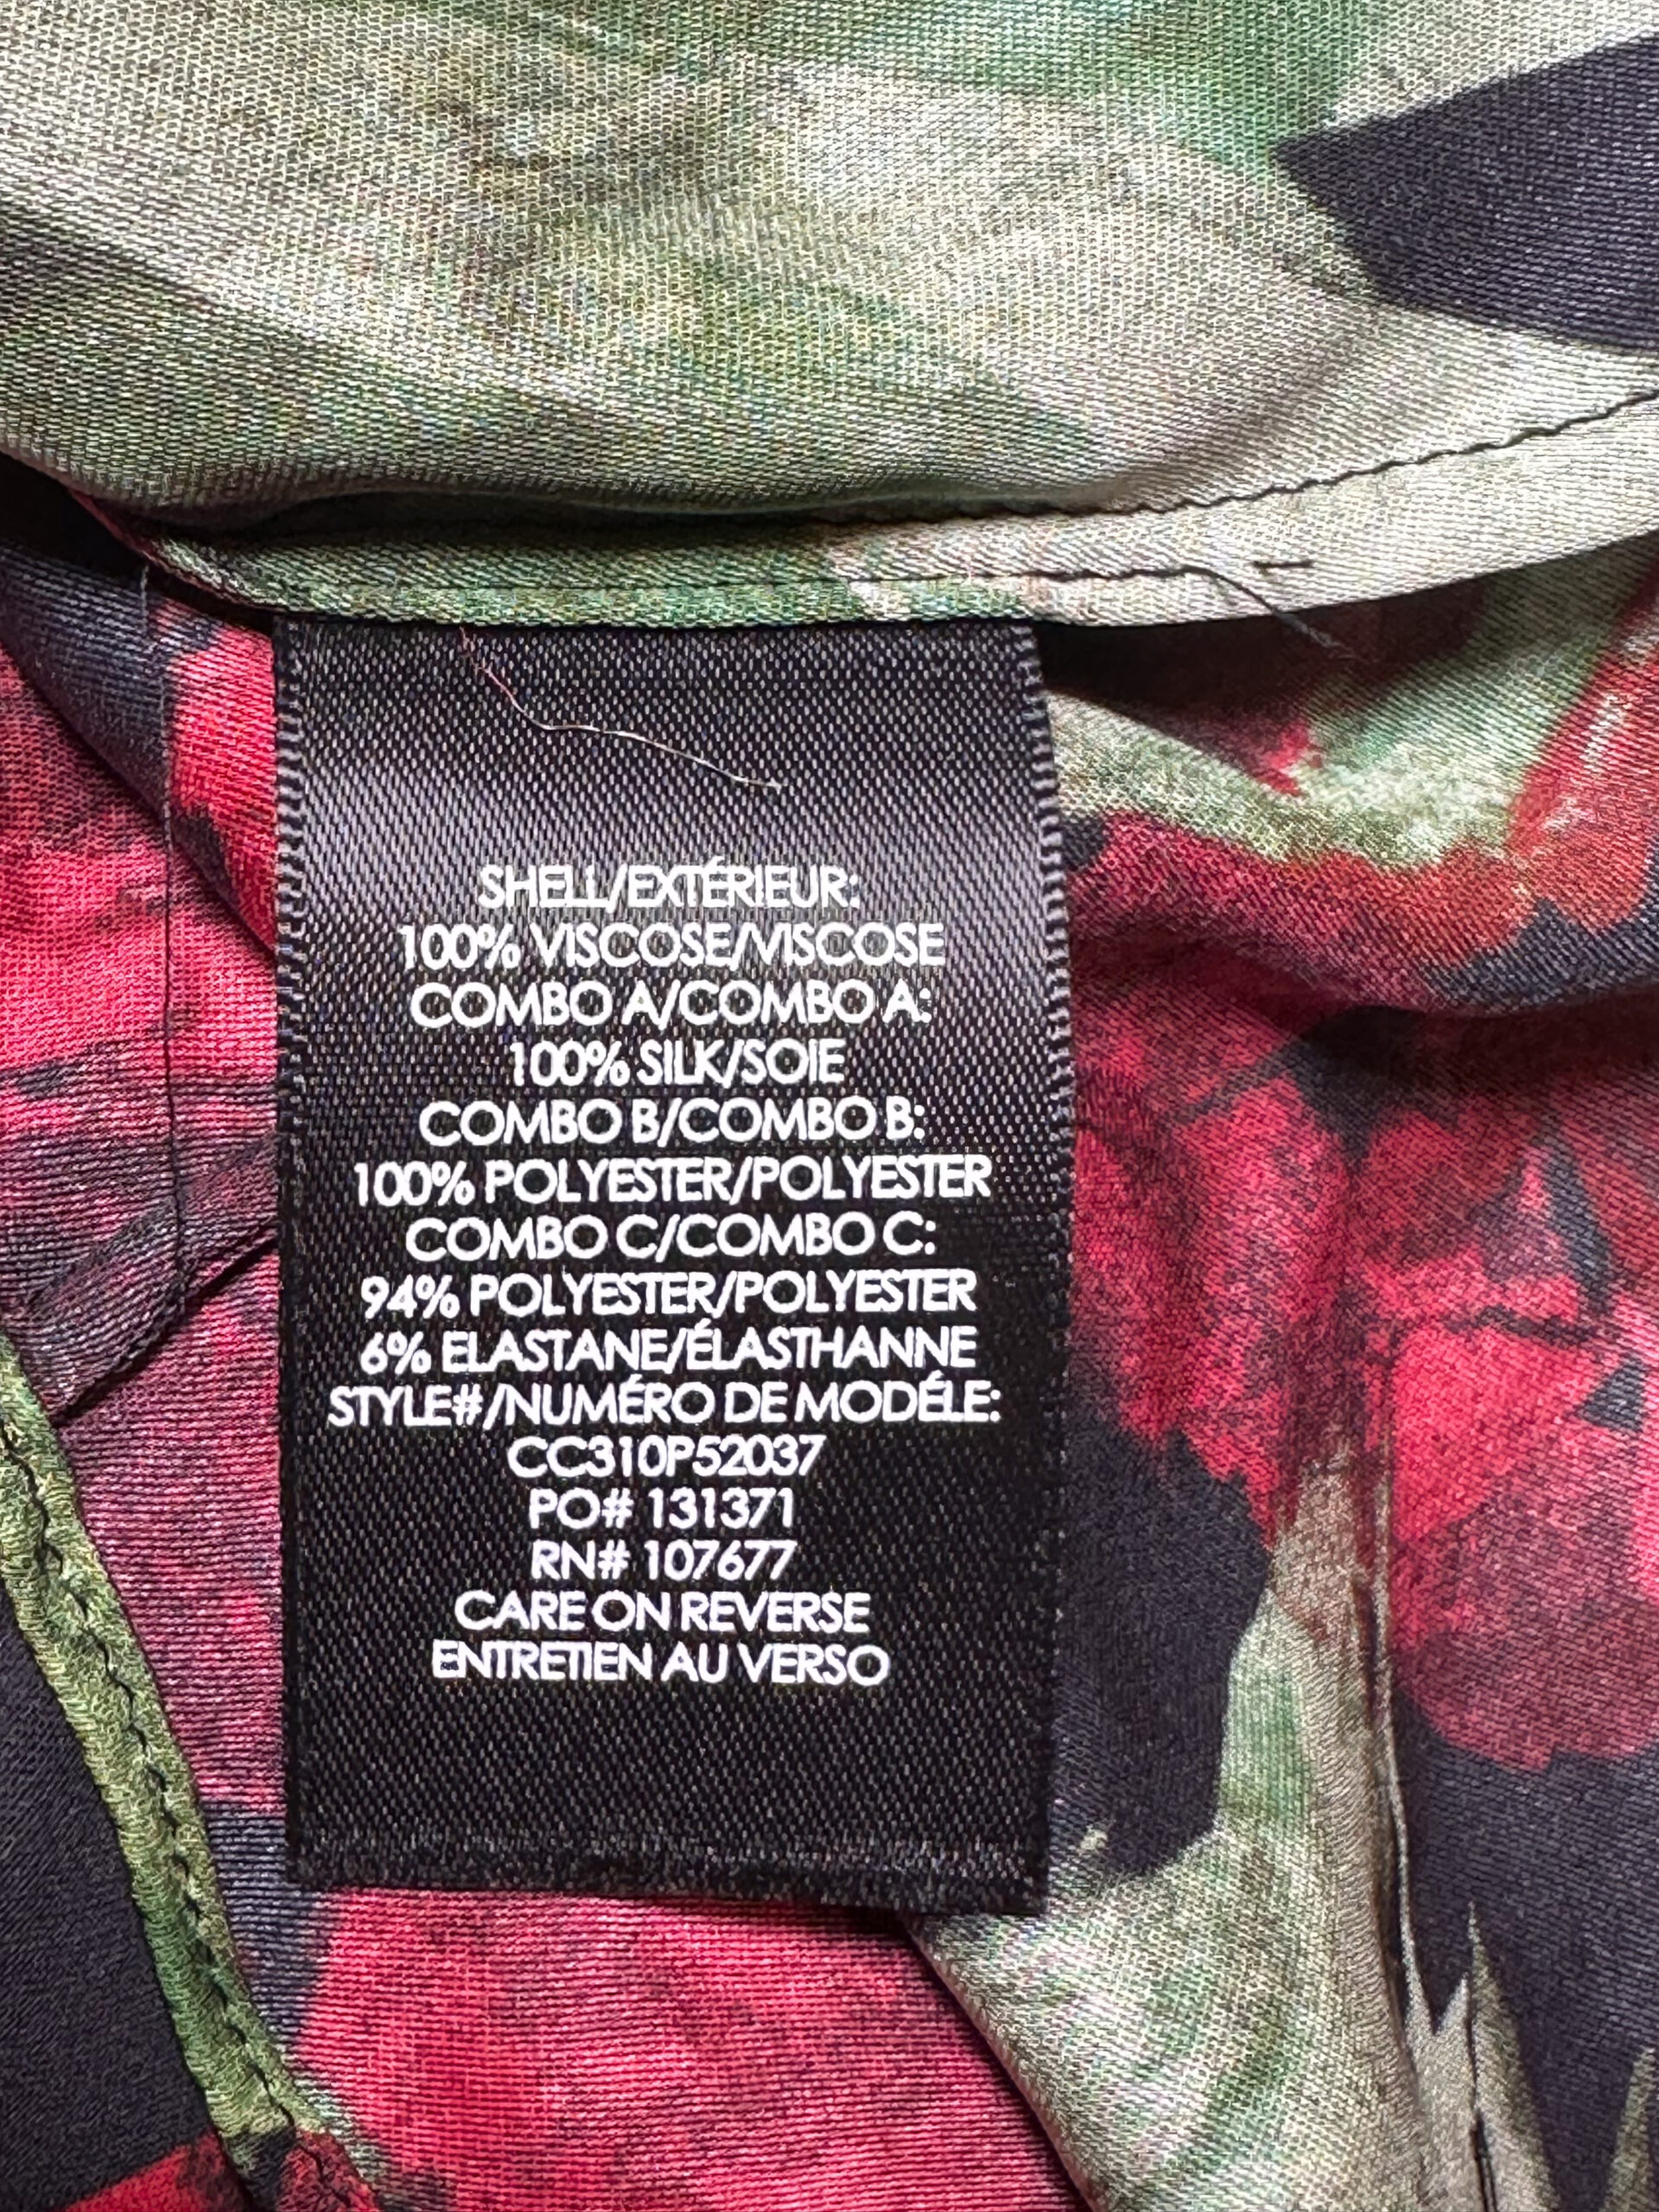 SHELL/EXTÉRIEUR:
100% VISCOSE/VISCOSE
COMBO A/COMBO A:
100% SILK/SOIE
COMBO B/COMBO B:
100% POLYESTER/POLYESTER
COMBO C/COMBO C:
94% POLYESTER/POLYESTER
6% ELASTANE/ÉLASTHANNE
STYLE#/NUMÉRO DE MODÉLE:
CC310P52037
PO# 131371
RN# 107677
CARE ON REVERSE
ENTRETIEN AU VERSO